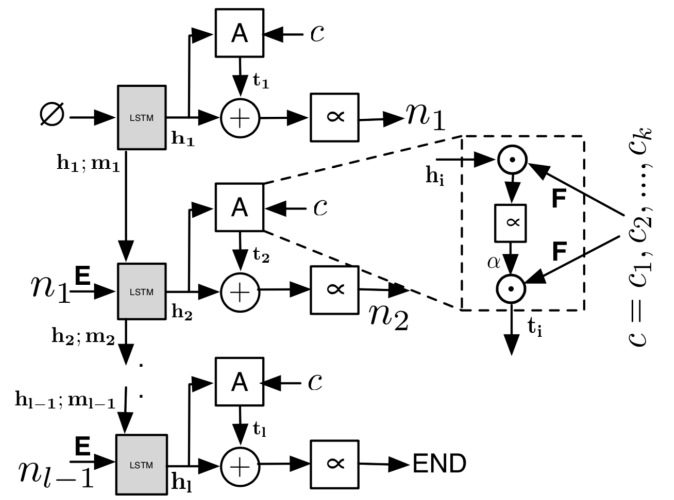 A c
t₁
∅ LSTM h₁ + ∝ n₁
h₁; m₁
hᵢ ·
A c
F
∝
t₂
α F
n₁ E LSTM h₂ + ∝ n₂
·
h₂; m₂
tᵢ
c = c₁, c₂, ..., cₖ
A c
hₗ₋₁; mₗ₋₁
tₗ
nₗ₋₁ E LSTM hₗ + ∝ END